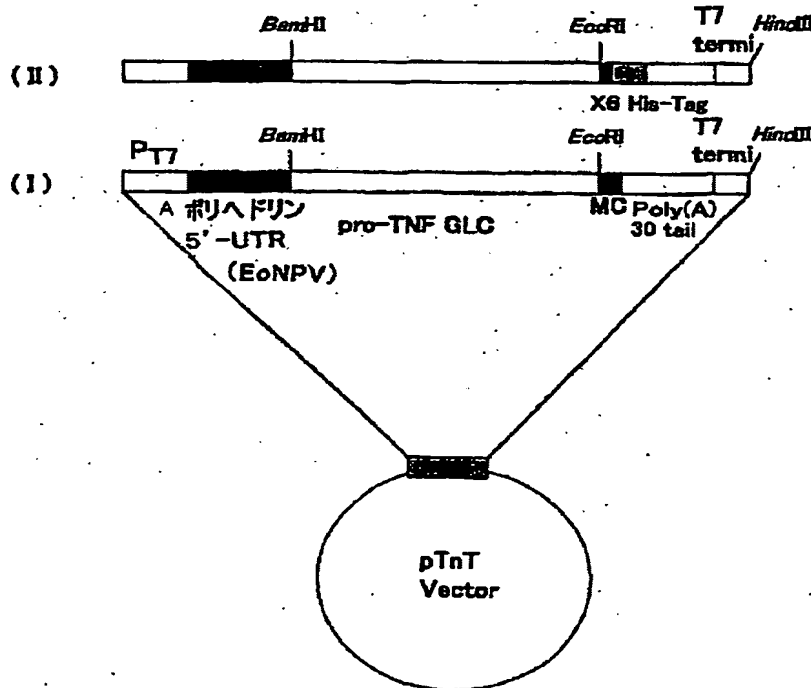 BamHI EcoRI T7 termi HindIII
(II)
X6 His-Tag
BamHI EcoRI T7 termi HindIII
PT7
(I)
A ポリヘドリン 5'-UTR (EoNPV)
pro-TNF GLC
MC Poly(A) 30 tail
pTnT
Vector